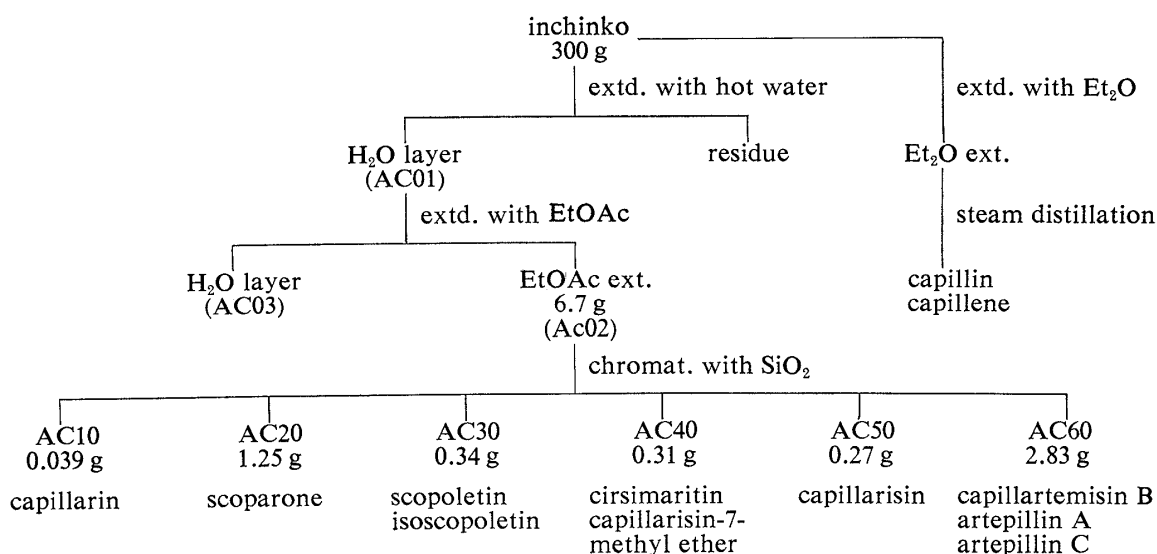 inchinko
300 g
extd. with hot water
extd. with Et₂O
H₂O layer
(AC01)
residue
Et₂O ext.
extd. with EtOAc
steam distillation
H₂O layer
(AC03)
EtOAc ext.
6.7 g
(Ac02)
capillin
capillene
chromat. with SiO₂
AC10
0.039 g
capillarin
AC20
1.25 g
scoparone
AC30
0.34 g
scopoletin
isoscopoletin
AC40
0.31 g
cirsimaritin
capillarisin-7-
methyl ether
AC50
0.27 g
capillarisin
AC60
2.83 g
capillartemisin B
artepillin A
artepillin C